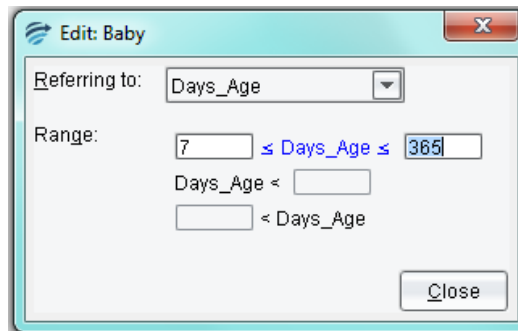 Edit: Baby
Referring to: Days_Age
Range:
7 ≤ Days_Age ≤ 365
Days_Age <
< Days_Age
Close